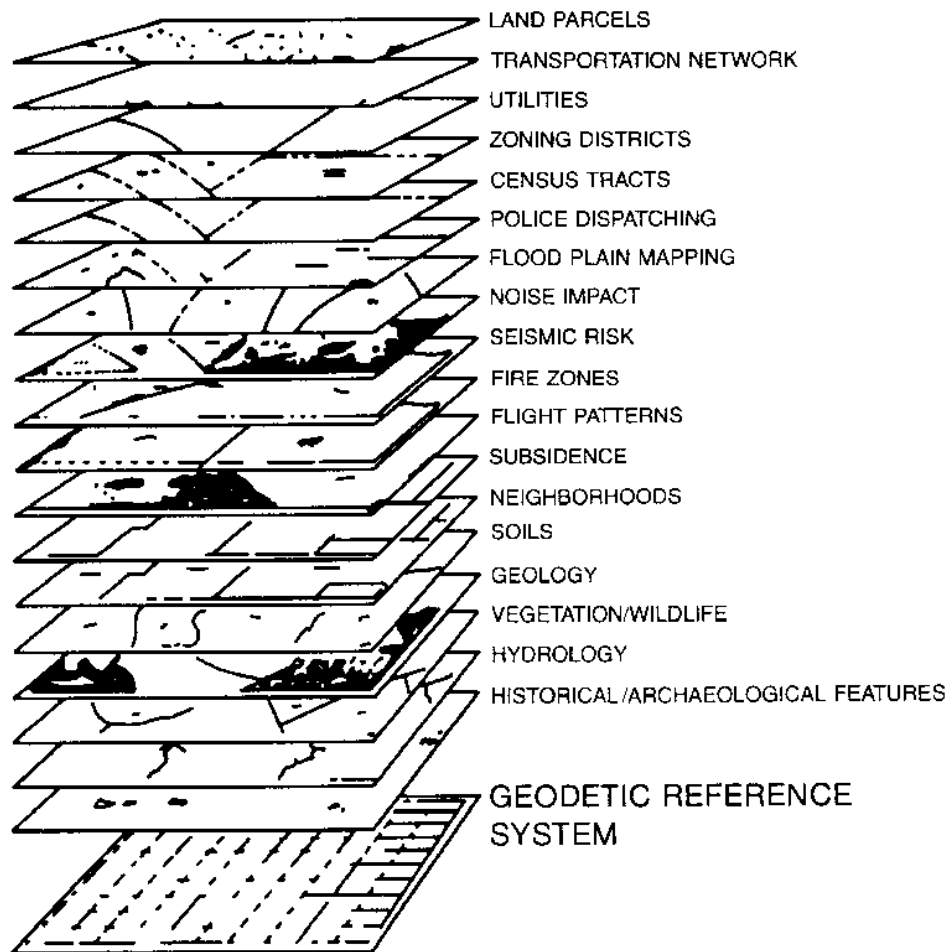 LAND PARCELS
TRANSPORTATION NETWORK
UTILITIES
ZONING DISTRICTS
CENSUS TRACTS
POLICE DISPATCHING
FLOOD PLAIN MAPPING
NOISE IMPACT
SEISMIC RISK
FIRE ZONES
FLIGHT PATTERNS
SUBSIDENCE
NEIGHBORHOODS
SOILS
GEOLOGY
VEGETATION/WILDLIFE
HYDROLOGY
HISTORICAL/ARCHAEOLOGICAL FEATURES
GEODETIC REFERENCE
SYSTEM